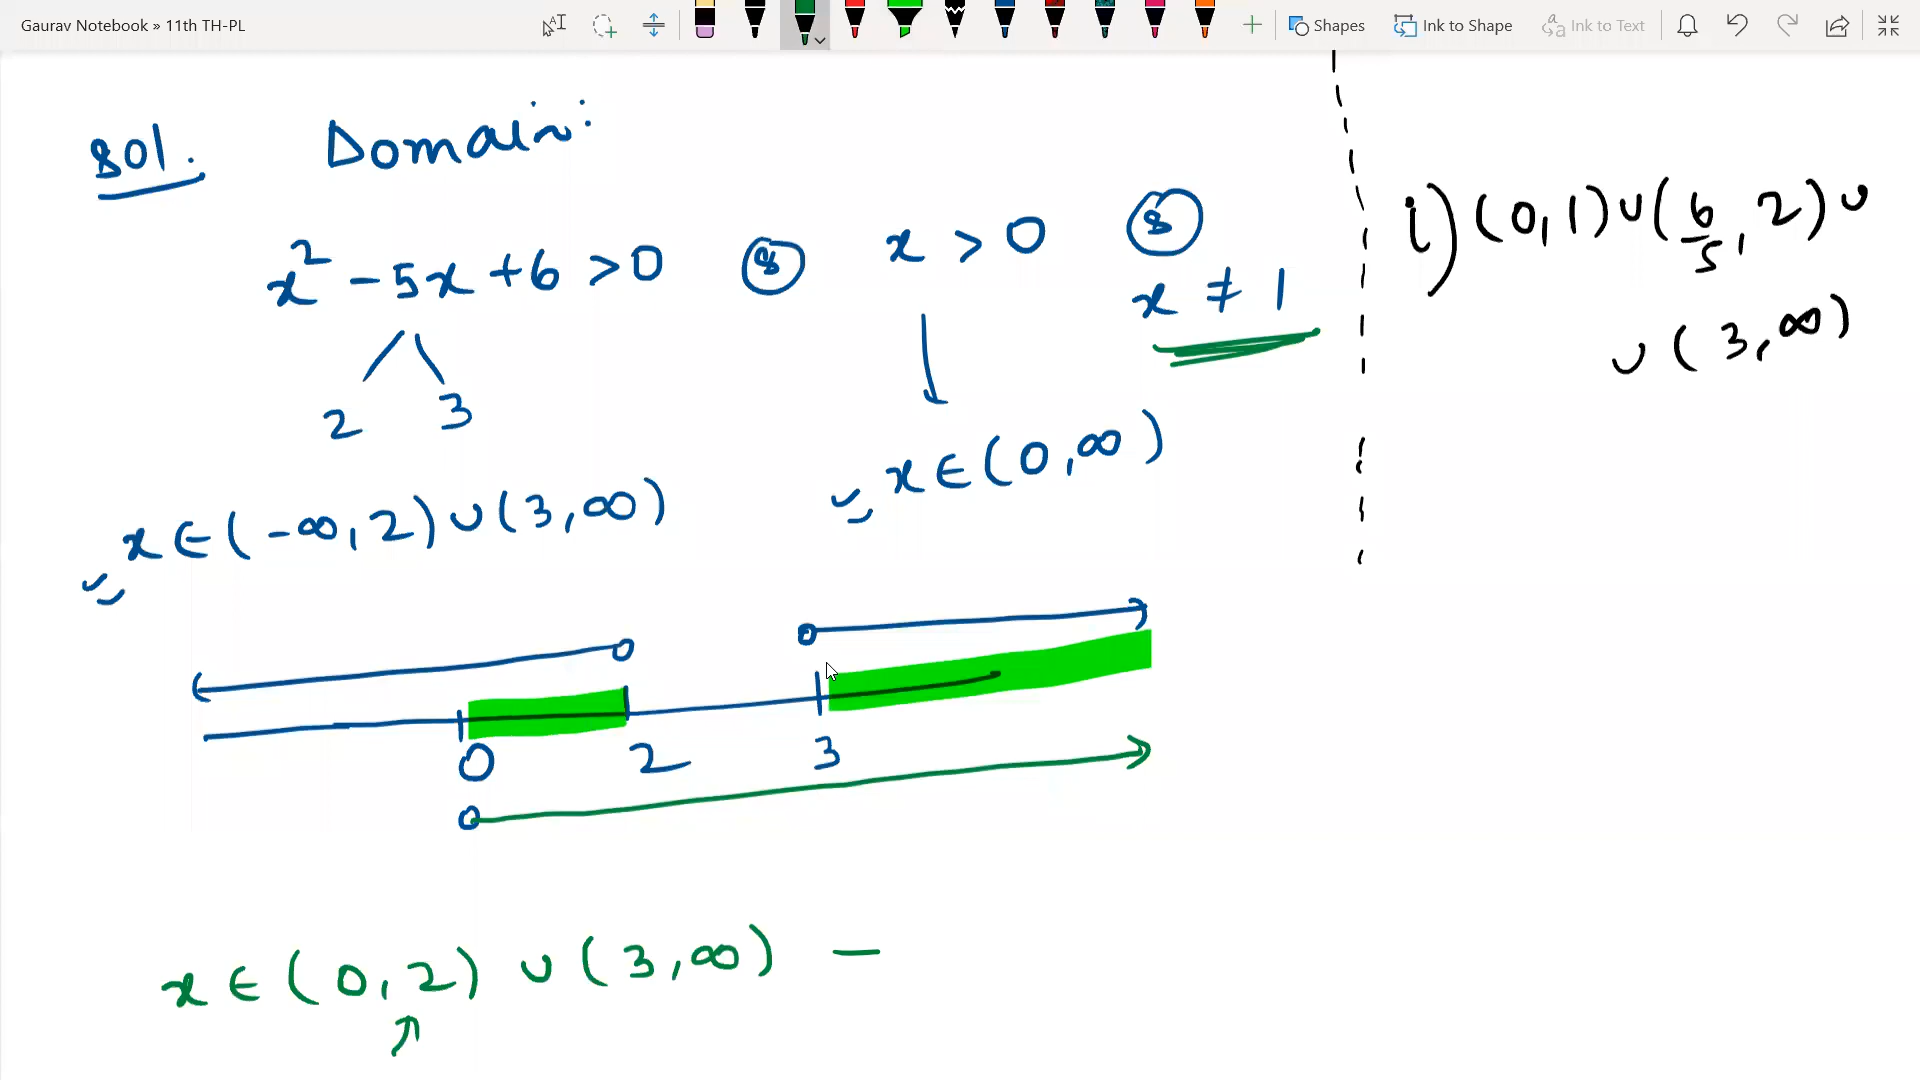 Gaurav Notebook » 11th TH-PL
Shapes
Ink to Shape
Ink to Text
sol. Domain:
x² - 5x + 6 > 0 & x > 0 & x ≠ 1
2 3
x ∈ (-∞, 2) ∪ (3, ∞)
x ∈ (0, ∞)
0 2 3
x ∈ (0, 2) ∪ (3, ∞) —
i) (0, 1) ∪ (6/5, 2) ∪
∪ (3, ∞)